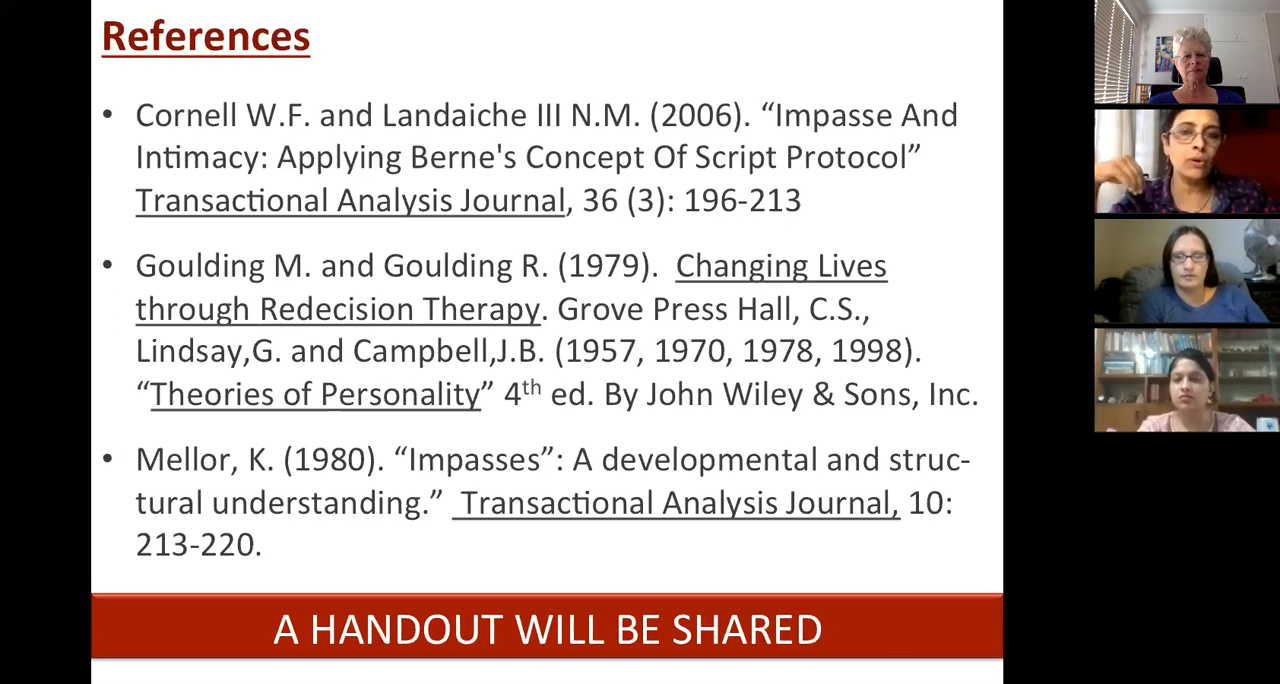 References
• Cornell W.F. and Landaiche III N.M. (2006). “Impasse And
Intimacy: Applying Berne's Concept Of Script Protocol”
Transactional Analysis Journal, 36 (3): 196-213
• Goulding M. and Goulding R. (1979). Changing Lives
through Redecision Therapy. Grove Press Hall, C.S.,
Lindsay,G. and Campbell,J.B. (1957, 1970, 1978, 1998).
“Theories of Personality” 4th ed. By John Wiley & Sons, Inc.
• Mellor, K. (1980). “Impasses”: A developmental and struc-
tural understanding.” Transactional Analysis Journal, 10:
213-220.
A HANDOUT WILL BE SHARED